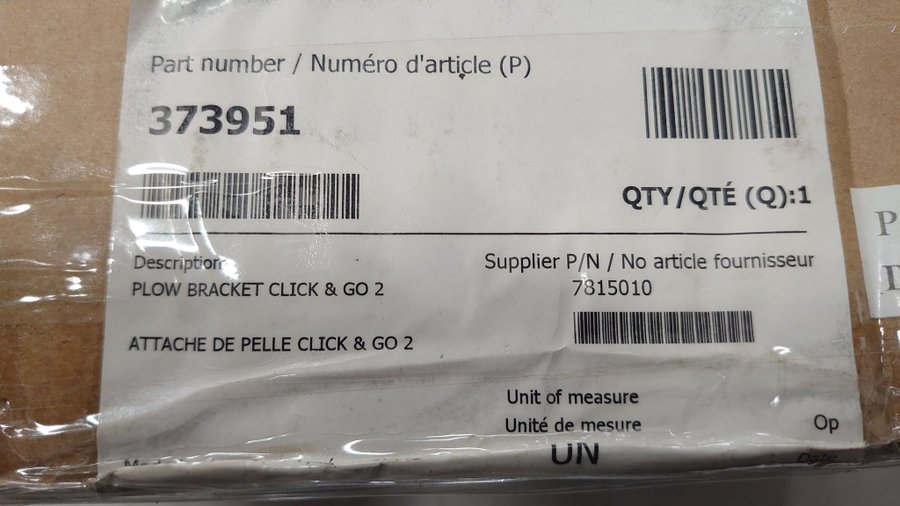 Part number / Numéro d'article (P)
373951
QTY/QTÉ (Q):1
Description
Supplier P/N / No article fournisseur
PLOW BRACKET CLICK & GO 2
7815010
ATTACHE DE PELLE CLICK & GO 2
Unit of measure
Unité de mesure
Op
UN
Date
P
D